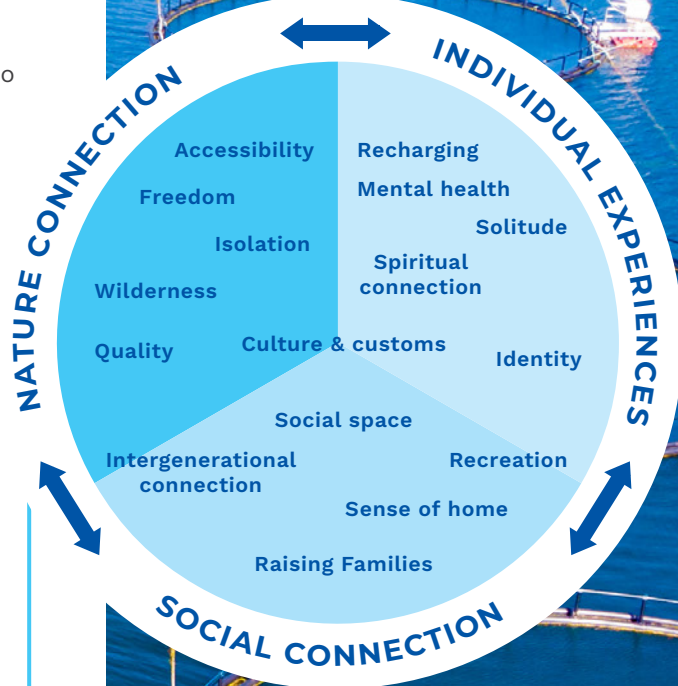 o
NATURE CONNECTION
INDIVIDUAL EXPERIENCES
Accessibility
Freedom
Isolation
Wilderness
Quality
Recharging
Mental health
Solitude
Spiritual
connection
Culture & customs
Identity
Social space
Intergenerational
connection
Recreation
Sense of home
Raising Families
SOCIAL CONNECTION